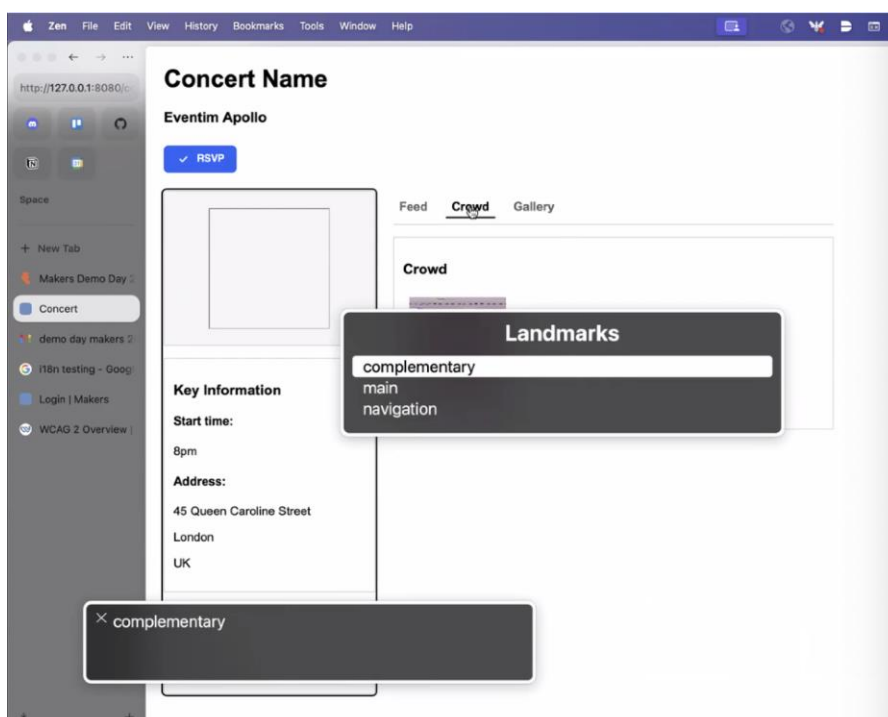 Zen File Edit View History Bookmarks Tools Window Help
http://127.0.0.1:8080/c
Space
+ New Tab
Makers Demo Day 2
Concert
demo day makers 2
i18n testing - Goog
Login | Makers
WCAG 2 Overview |
Concert Name
Eventim Apollo
✓ RSVP
Feed Crowd Gallery
Crowd
Landmarks
complementary
main
navigation
Key Information
Start time:
8pm
Address:
45 Queen Caroline Street
London
UK
× complementary